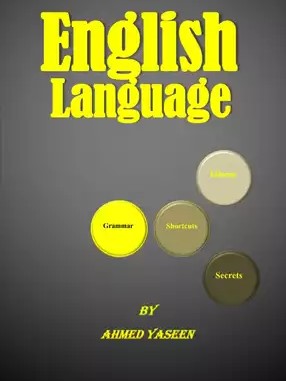 English
Language
Grammar
Shortcuts
Secrets
BY
AHMED YASEEN